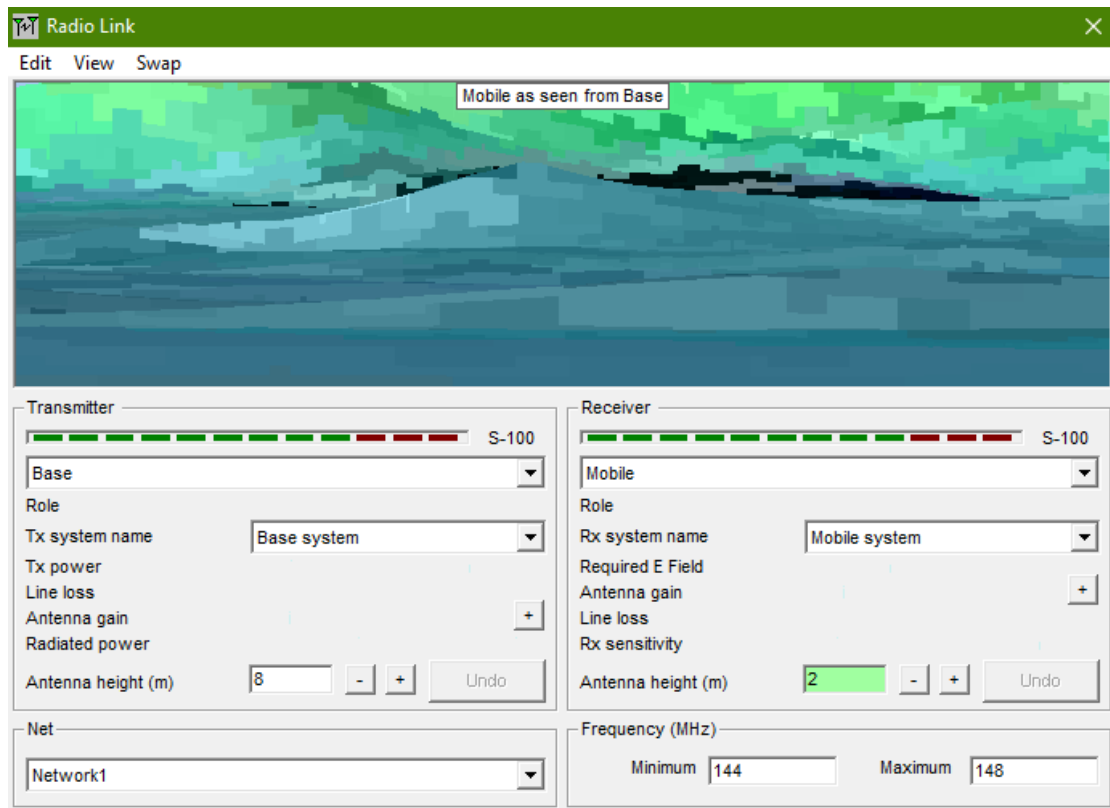 Radio Link
Edit View Swap
Mobile as seen from Base
Transmitter
S-100
Base
Role
Tx system name Base system
Tx power
Line loss
Antenna gain +
Radiated power
Antenna height (m) 8 - + Undo
Receiver
S-100
Mobile
Role
Rx system name Mobile system
Required E Field
Antenna gain +
Line loss
Rx sensitivity
Antenna height (m) 2 - + Undo
Net
Network1
Frequency (MHz)
Minimum 144 Maximum 148